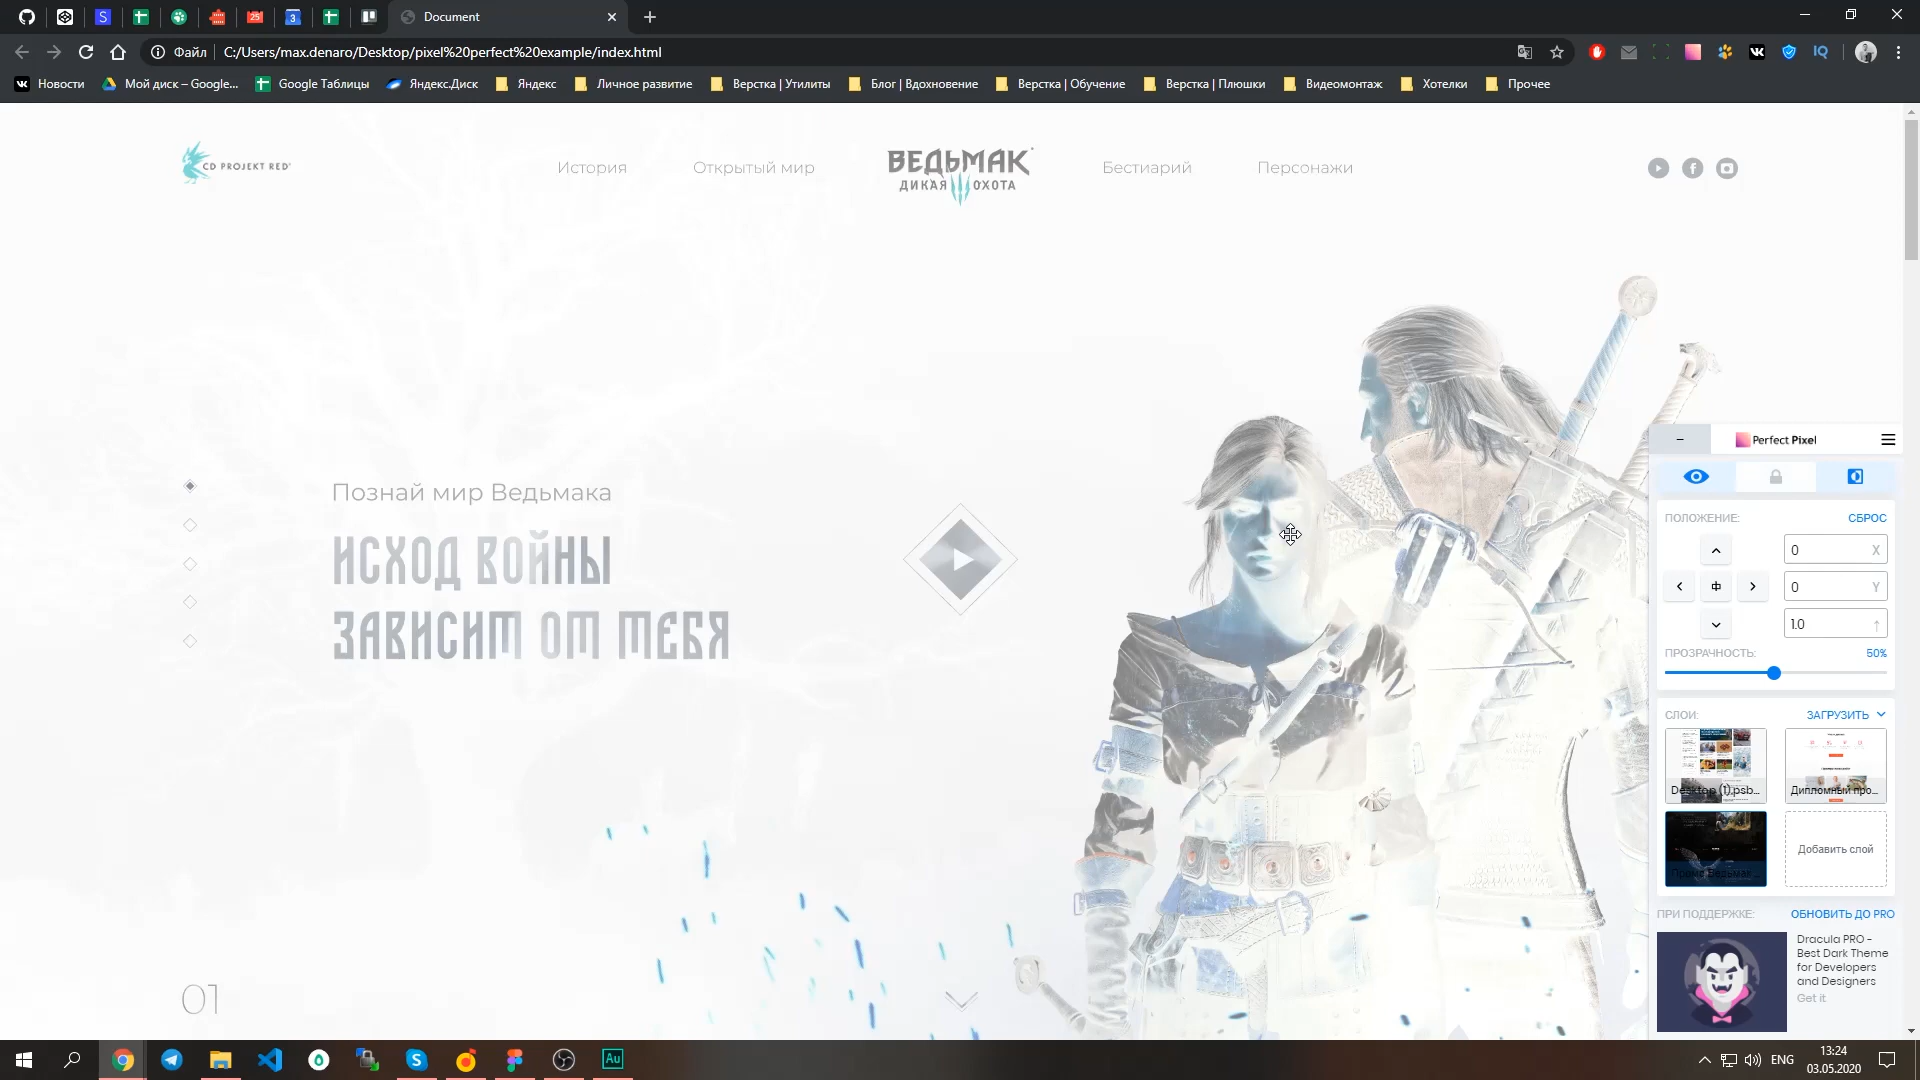 Document
Файл
C:/Users/max.denaro/Desktop/pixel%20perfect%20example/index.html
Новости
Мой диск – Google...
Google Таблицы
Яндекс.Диск
Яндекс
Личное развитие
Верстка | Утилиты
Блог | Вдохновение
Верстка | Обучение
Верстка | Плюшки
Видеомонтаж
Хотелки
Прочее
CD PROJEKT RED®
История
Открытый мир
ВЕДЬМАК
ДИКАЯ ОХОТА
Бестиарий
Персонажи
Познай мир Ведьмака
ИСХОД ВОЙНЫ
ЗАВИСИТ ОТ ТЕБЯ
01
Perfect Pixel
ПОЛОЖЕНИЕ:
СБРОС
0 X
0 Y
1.0
ПРОЗРАЧНОСТЬ:
50%
СЛОИ:
ЗАГРУЗИТЬ
Desktop (1).psb...
Дипломный про...
Промо Ведьмак...
Добавить слой
ПРИ ПОДДЕРЖКЕ:
ОБНОВИТЬ ДО PRO
Dracula PRO -
Best Dark Theme
for Developers
and Designers
Get it
ENG
13:24
03.05.2020